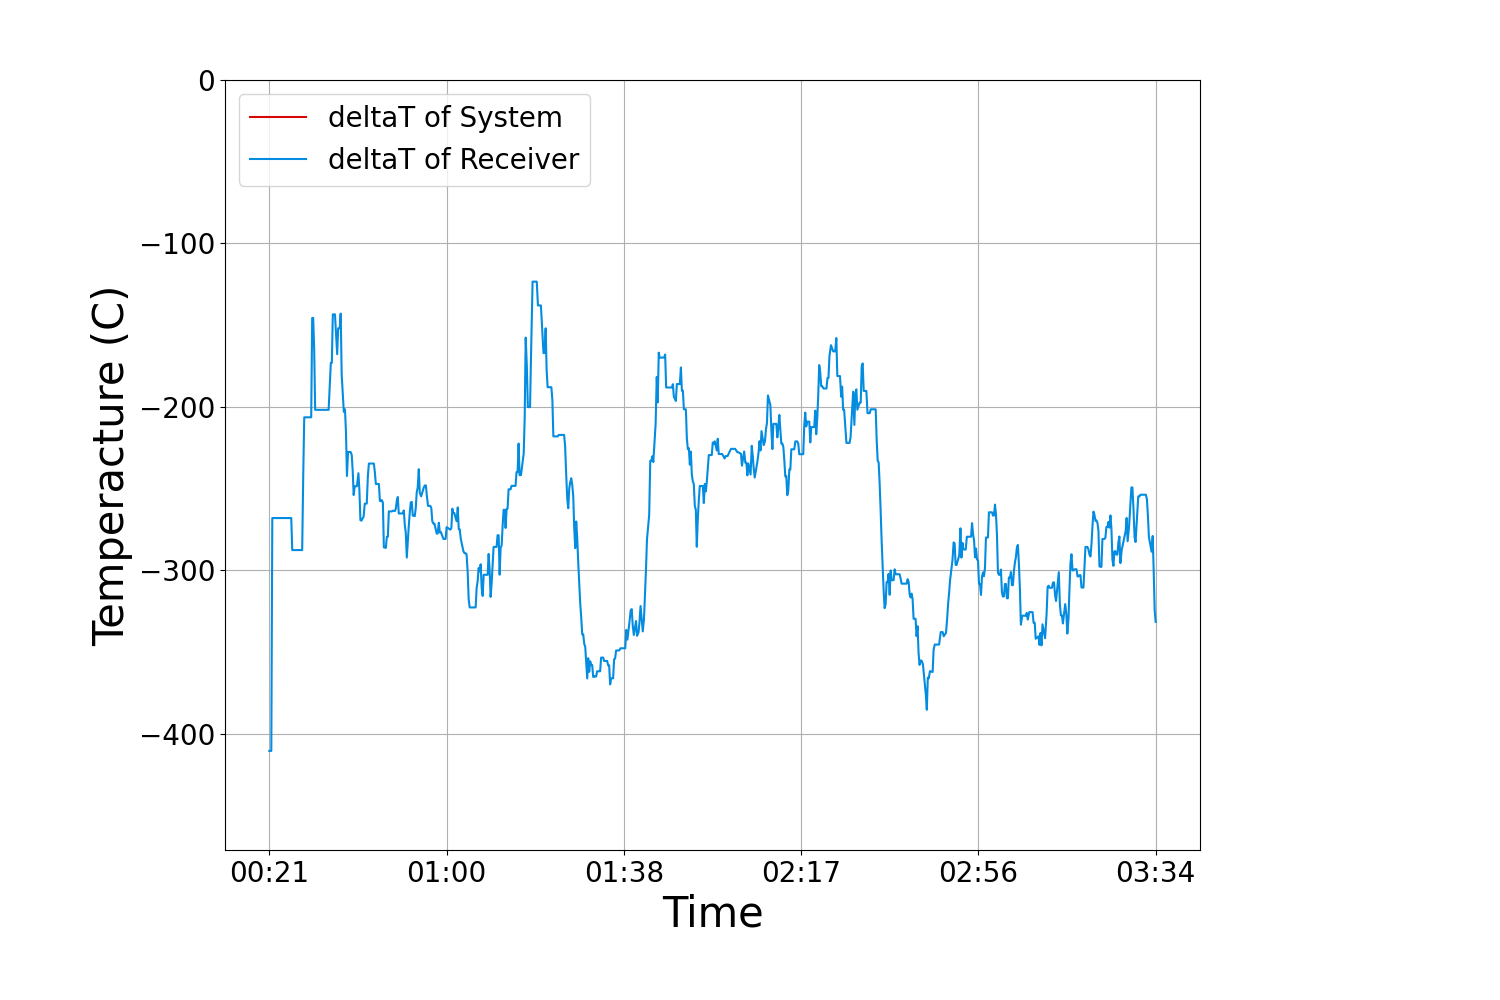 deltaT of System
deltaT of Receiver
0
−100
−200
−300
−400
Temperacture (C)
00:21 01:00 01:38 02:17 02:56 03:34
Time